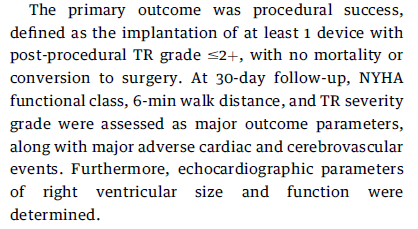 The primary outcome was procedural success,
defined as the implantation of at least 1 device with
post-procedural TR grade ≤2+, with no mortality or
conversion to surgery. At 30-day follow-up, NYHA
functional class, 6-min walk distance, and TR severity
grade were assessed as major outcome parameters,
along with major adverse cardiac and cerebrovascular
events. Furthermore, echocardiographic parameters
of right ventricular size and function were
determined.